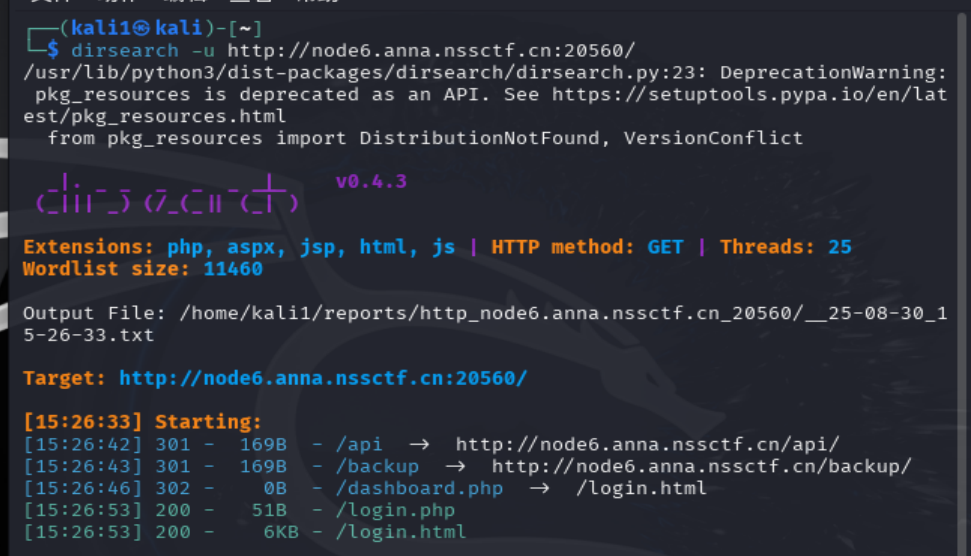 ┌──(kali1㉿kali)-[~]
└─$ dirsearch -u http://node6.anna.nssctf.cn:20560/
/usr/lib/python3/dist-packages/dirsearch/dirsearch.py:23: DeprecationWarning:
 pkg_resources is deprecated as an API. See https://setuptools.pypa.io/en/lat
est/pkg_resources.html
  from pkg_resources import DistributionNotFound, VersionConflict

  _|. _ _  _  _  _ _|_    v0.4.3
 (_||| _) (/_(_|| (_| )

Extensions: php, aspx, jsp, html, js | HTTP method: GET | Threads: 25
Wordlist size: 11460

Output File: /home/kali1/reports/http_node6.anna.nssctf.cn_20560/__25-08-30_1
5-26-33.txt

Target: http://node6.anna.nssctf.cn:20560/

[15:26:33] Starting:
[15:26:42] 301 -  169B  - /api  →  http://node6.anna.nssctf.cn/api/
[15:26:43] 301 -  169B  - /backup  →  http://node6.anna.nssctf.cn/backup/
[15:26:46] 302 -    0B  - /dashboard.php  →  /login.html
[15:26:53] 200 -   51B  - /login.php
[15:26:53] 200 -    6KB - /login.html